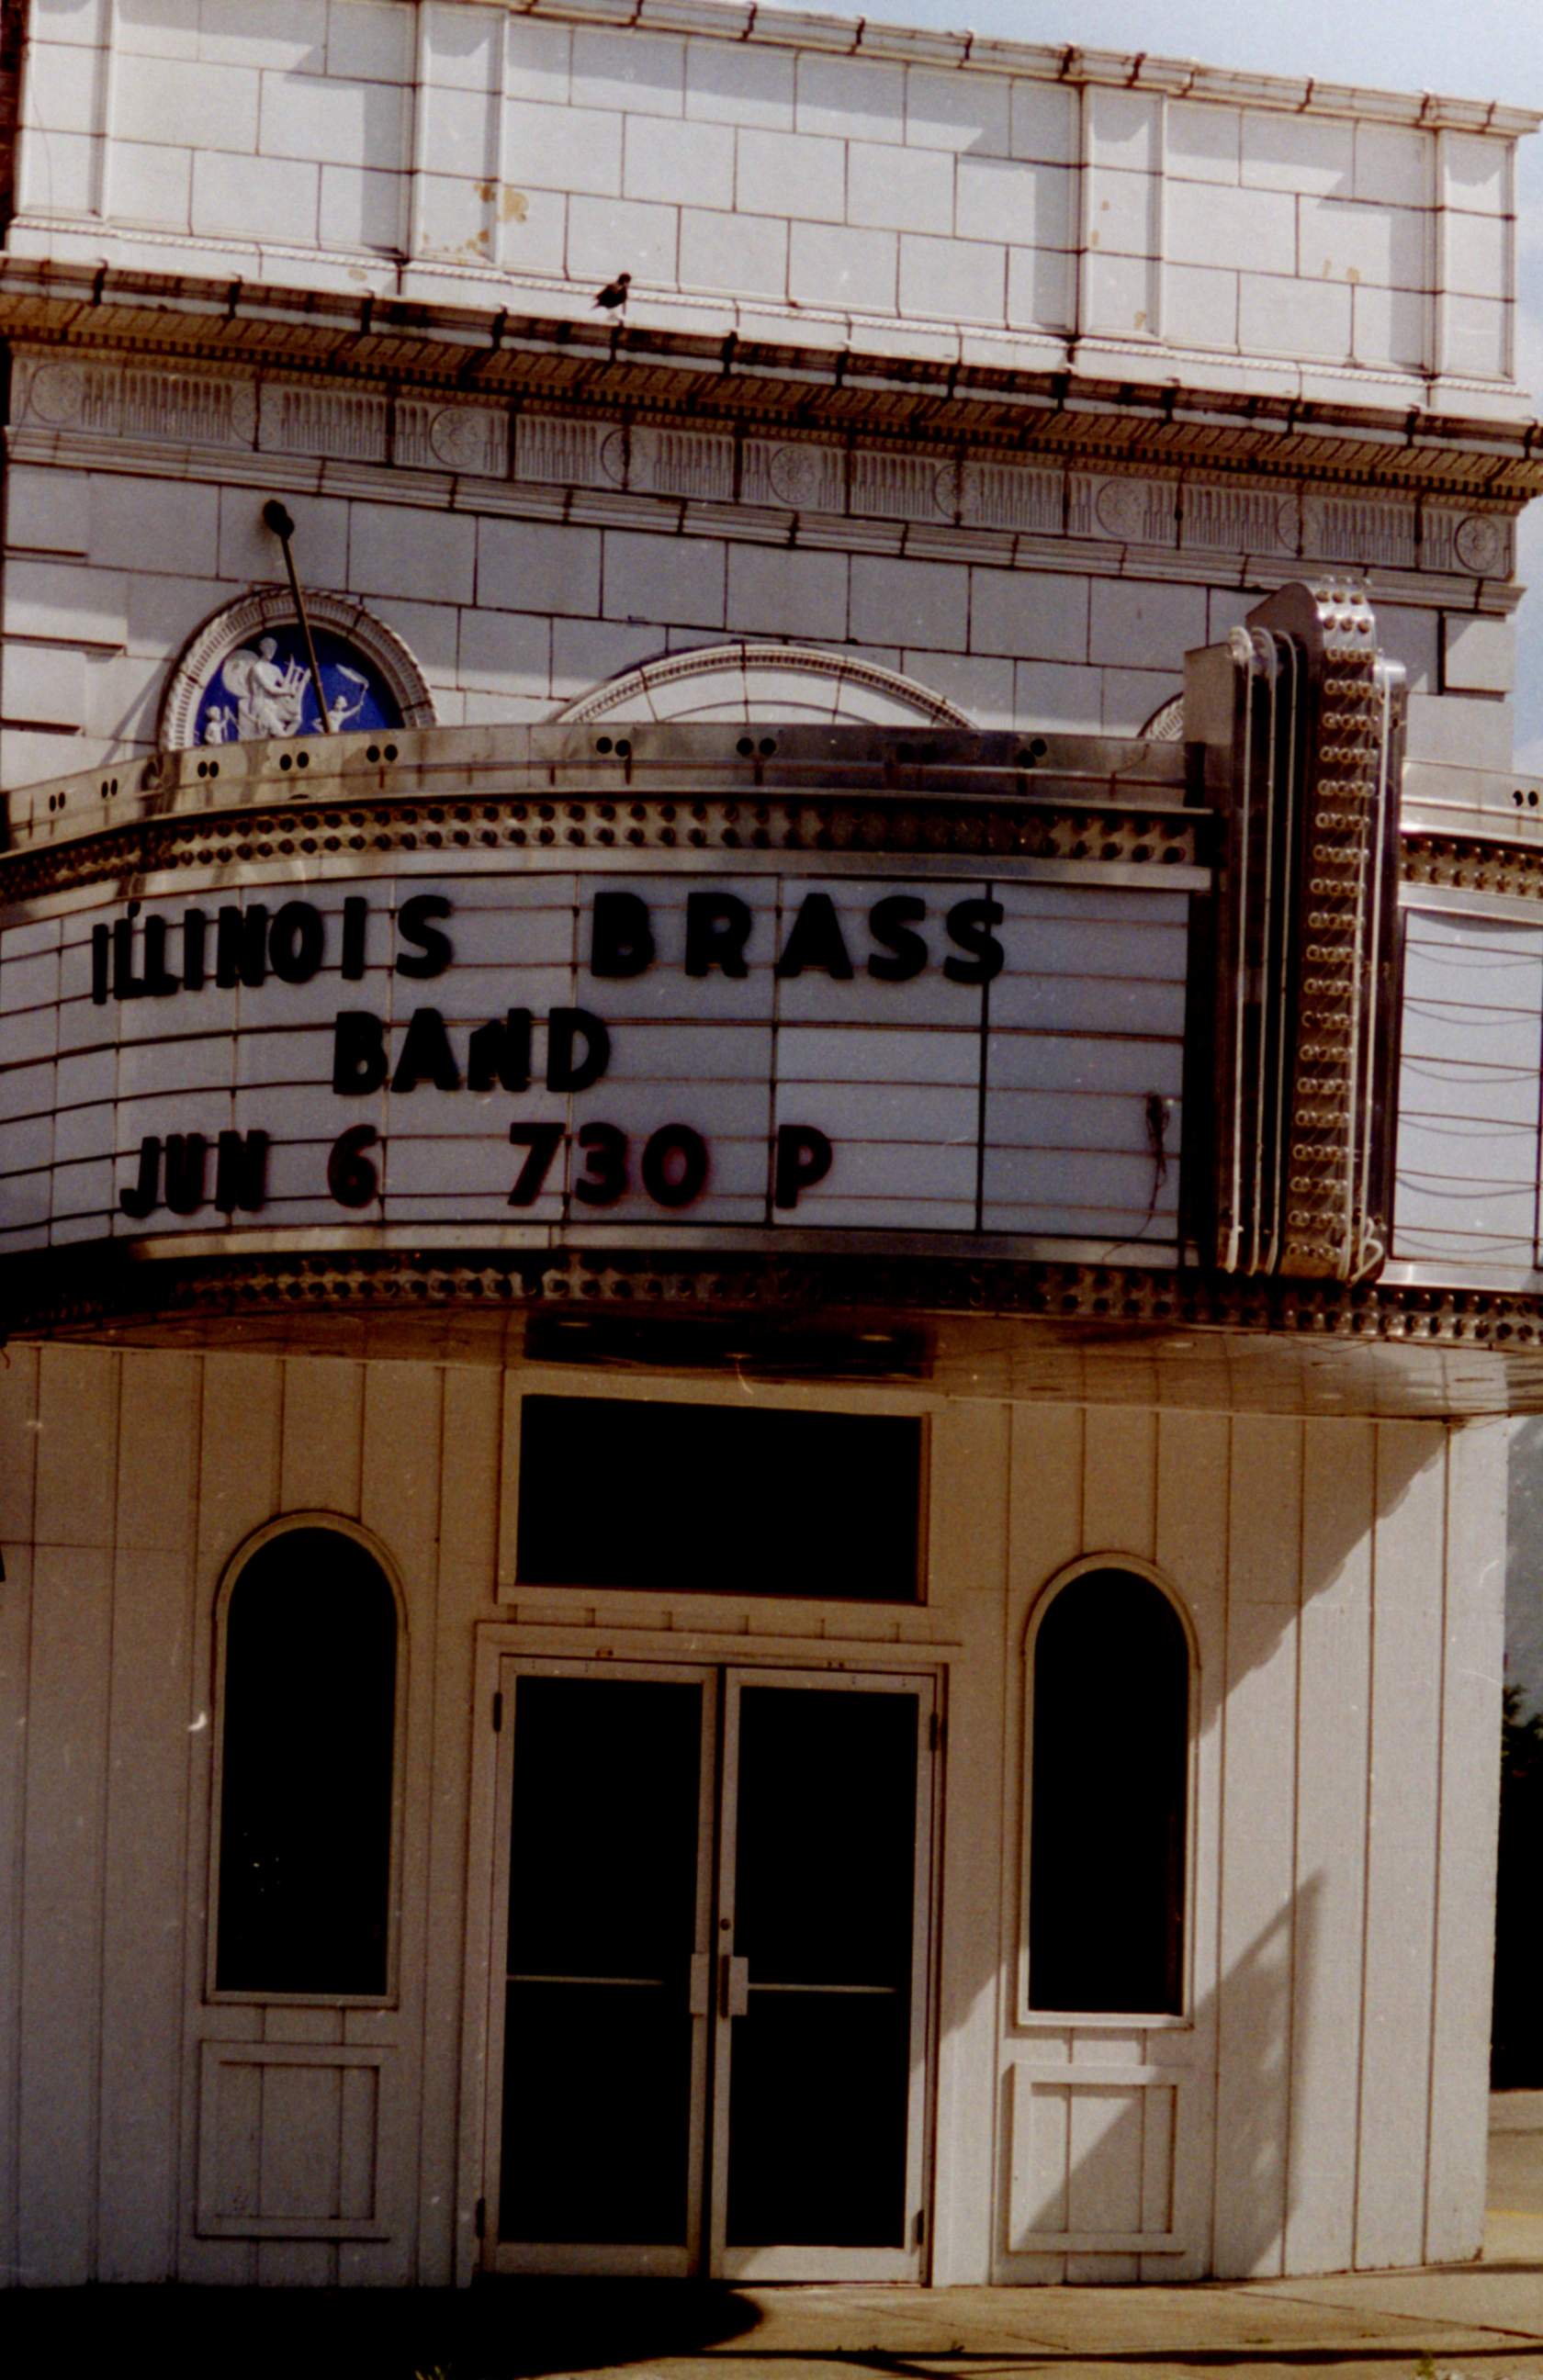 ILLINOIS BRASS
BAND
JUN 6 730 P